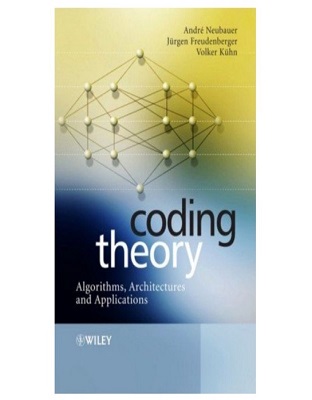 André Neubauer
Jürgen Freudenberger
Volker Kühn
coding
theory
Algorithms, Architectures
and Applications
WILEY